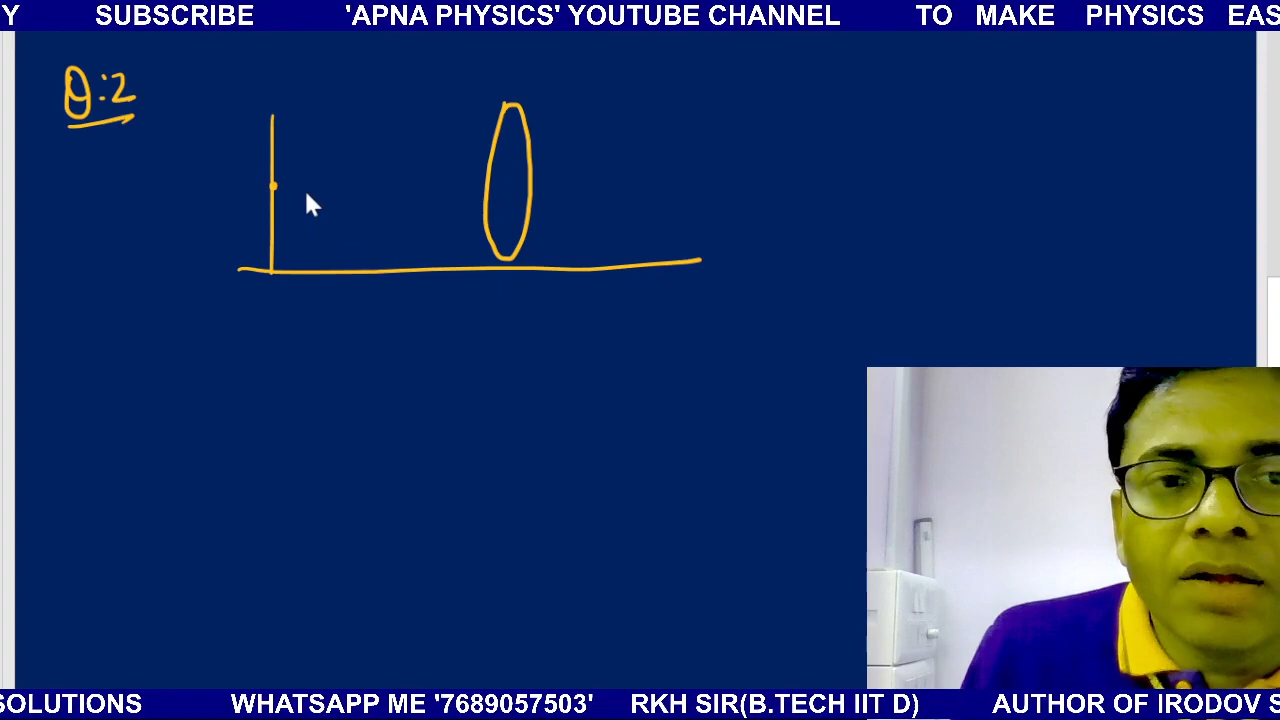 Y SUBSCRIBE 'APNA PHYSICS' YOUTUBE CHANNEL TO MAKE PHYSICS EAS
Q:2
SOLUTIONS WHATSAPP ME '7689057503' RKH SIR(B.TECH IIT D) AUTHOR OF IRODOV S